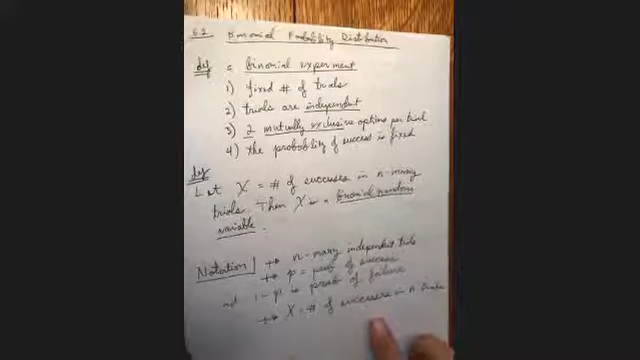 6.2 Binomial Probability Distribution
def a binomial experiment
1) fixed # of trials
2) trials are independent
3) 2 mutually exclusive options per trial
4) the probability of success is fixed
def
Let X = # of successes in n many
trials. Then X is a binomial random
variable.
Notation n-many independent trials
p = prob of success
nd 1-p is prob of failure
X = # of successes in n trials